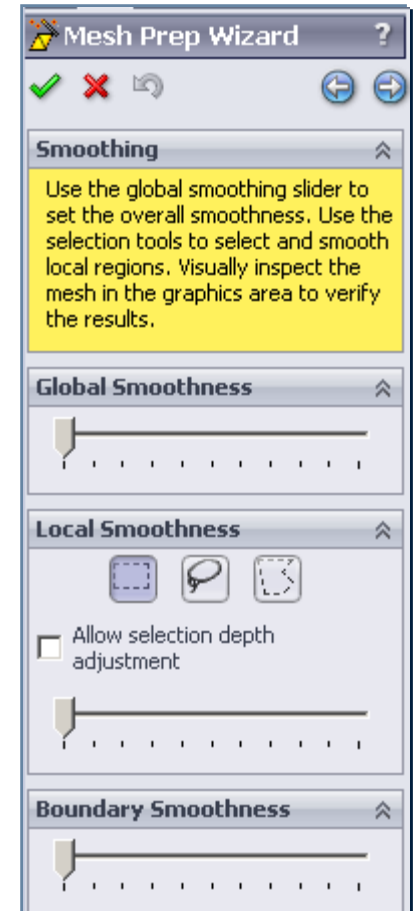 Mesh Prep Wizard ?
Smoothing
Use the global smoothing slider to
set the overall smoothness. Use the
selection tools to select and smooth
local regions. Visually inspect the
mesh in the graphics area to verify
the results.
Global Smoothness
Local Smoothness
Allow selection depth
adjustment
Boundary Smoothness